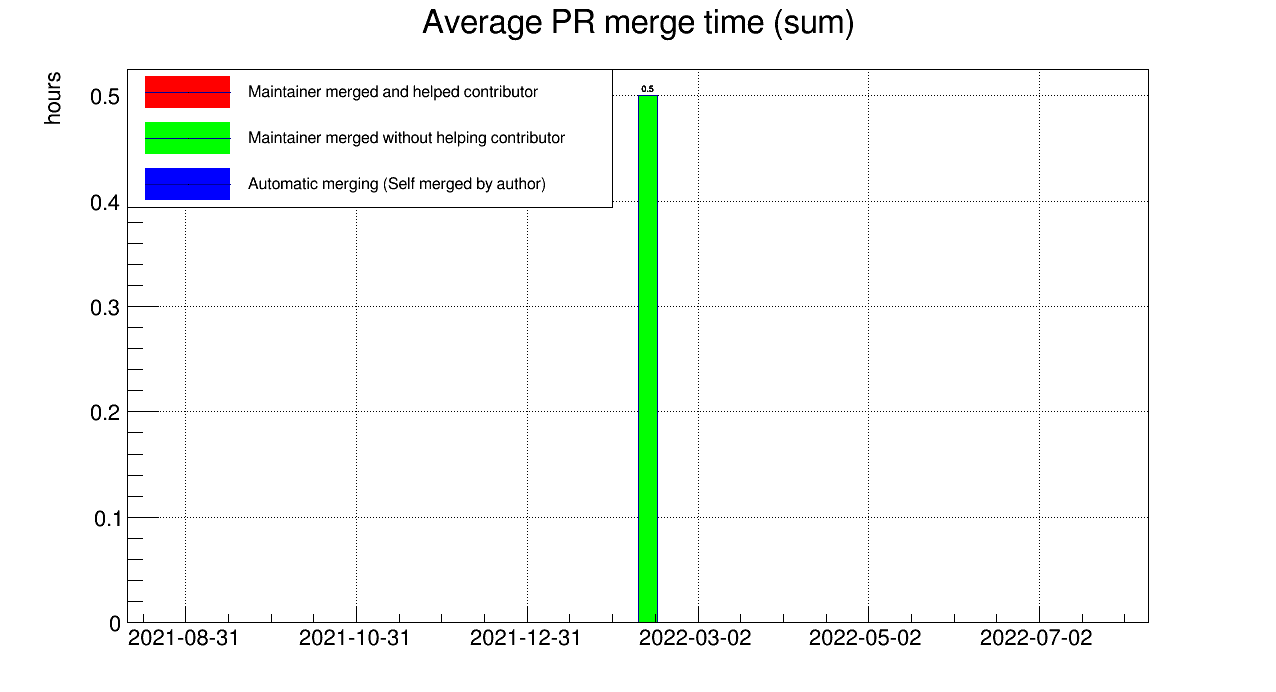 Average PR merge time (sum)
hours
Maintainer merged and helped contributor
Maintainer merged without helping contributor
Automatic merging (Self merged by author)
0.5
0.5
0.4
0.3
0.2
0.1
0
2021-08-31 2021-10-31 2021-12-31 2022-03-02 2022-05-02 2022-07-02